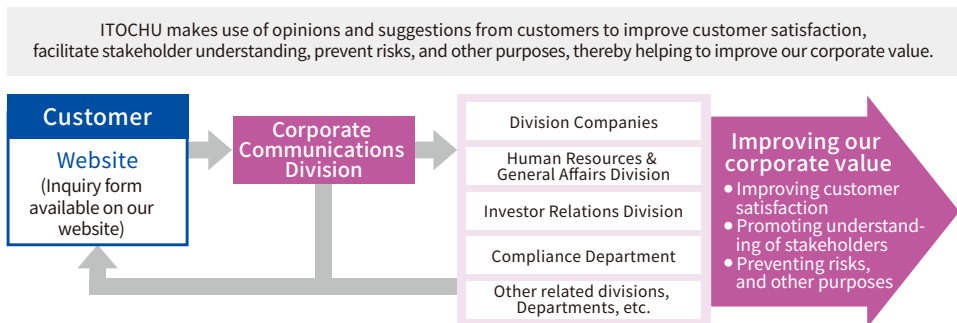 ITOCHU makes use of opinions and suggestions from customers to improve customer satisfaction,
facilitate stakeholder understanding, prevent risks, and other purposes, thereby helping to improve our corporate value.
Customer
Website
(Inquiry form
available on our
website)
Corporate
Communications
Division
Division Companies
Human Resources &
General Affairs Division
Investor Relations Division
Compliance Department
Other related divisions,
Departments, etc.
Improving our
corporate value
● Improving customer
satisfaction
● Promoting understand-
ing of stakeholders
● Preventing risks,
and other purposes